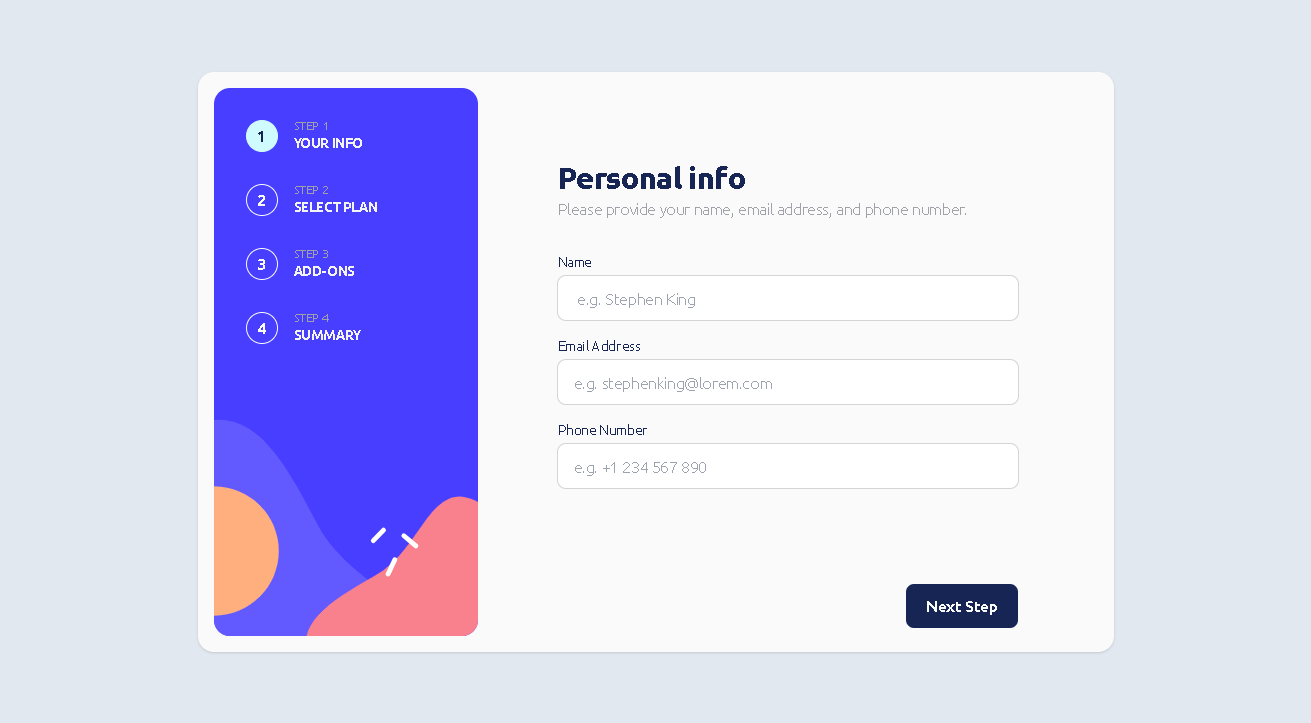 1
STEP 1
YOUR INFO
2
STEP 2
SELECT PLAN
3
STEP 3
ADD-ONS
4
STEP 4
SUMMARY
Personal info
Please provide your name, email address, and phone number.
Name
e.g. Stephen King
Email Address
e.g. stephenking@lorem.com
Phone Number
e.g. +1 234 567 890
Next Step